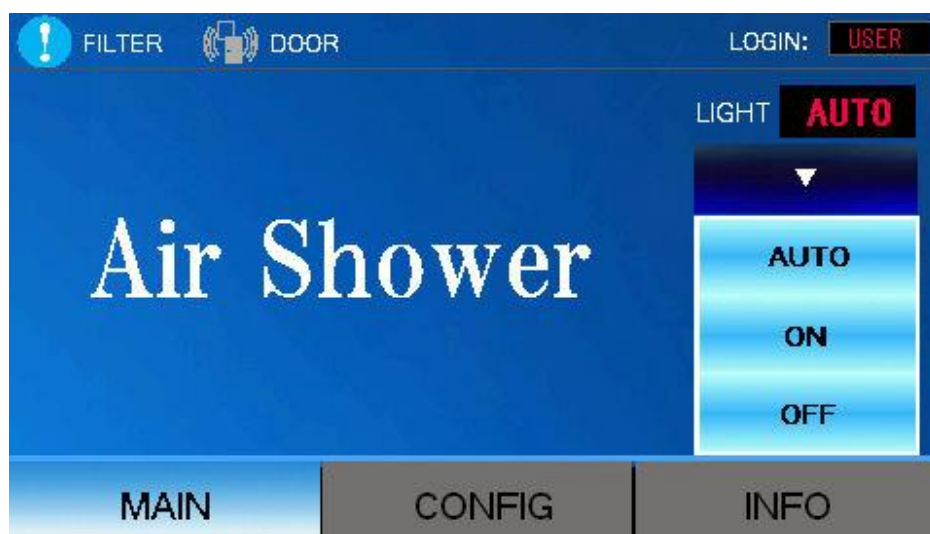 FILTER DOOR LOGIN: USER
LIGHT AUTO
▼
Air Shower
AUTO
ON
OFF
MAIN CONFIG INFO